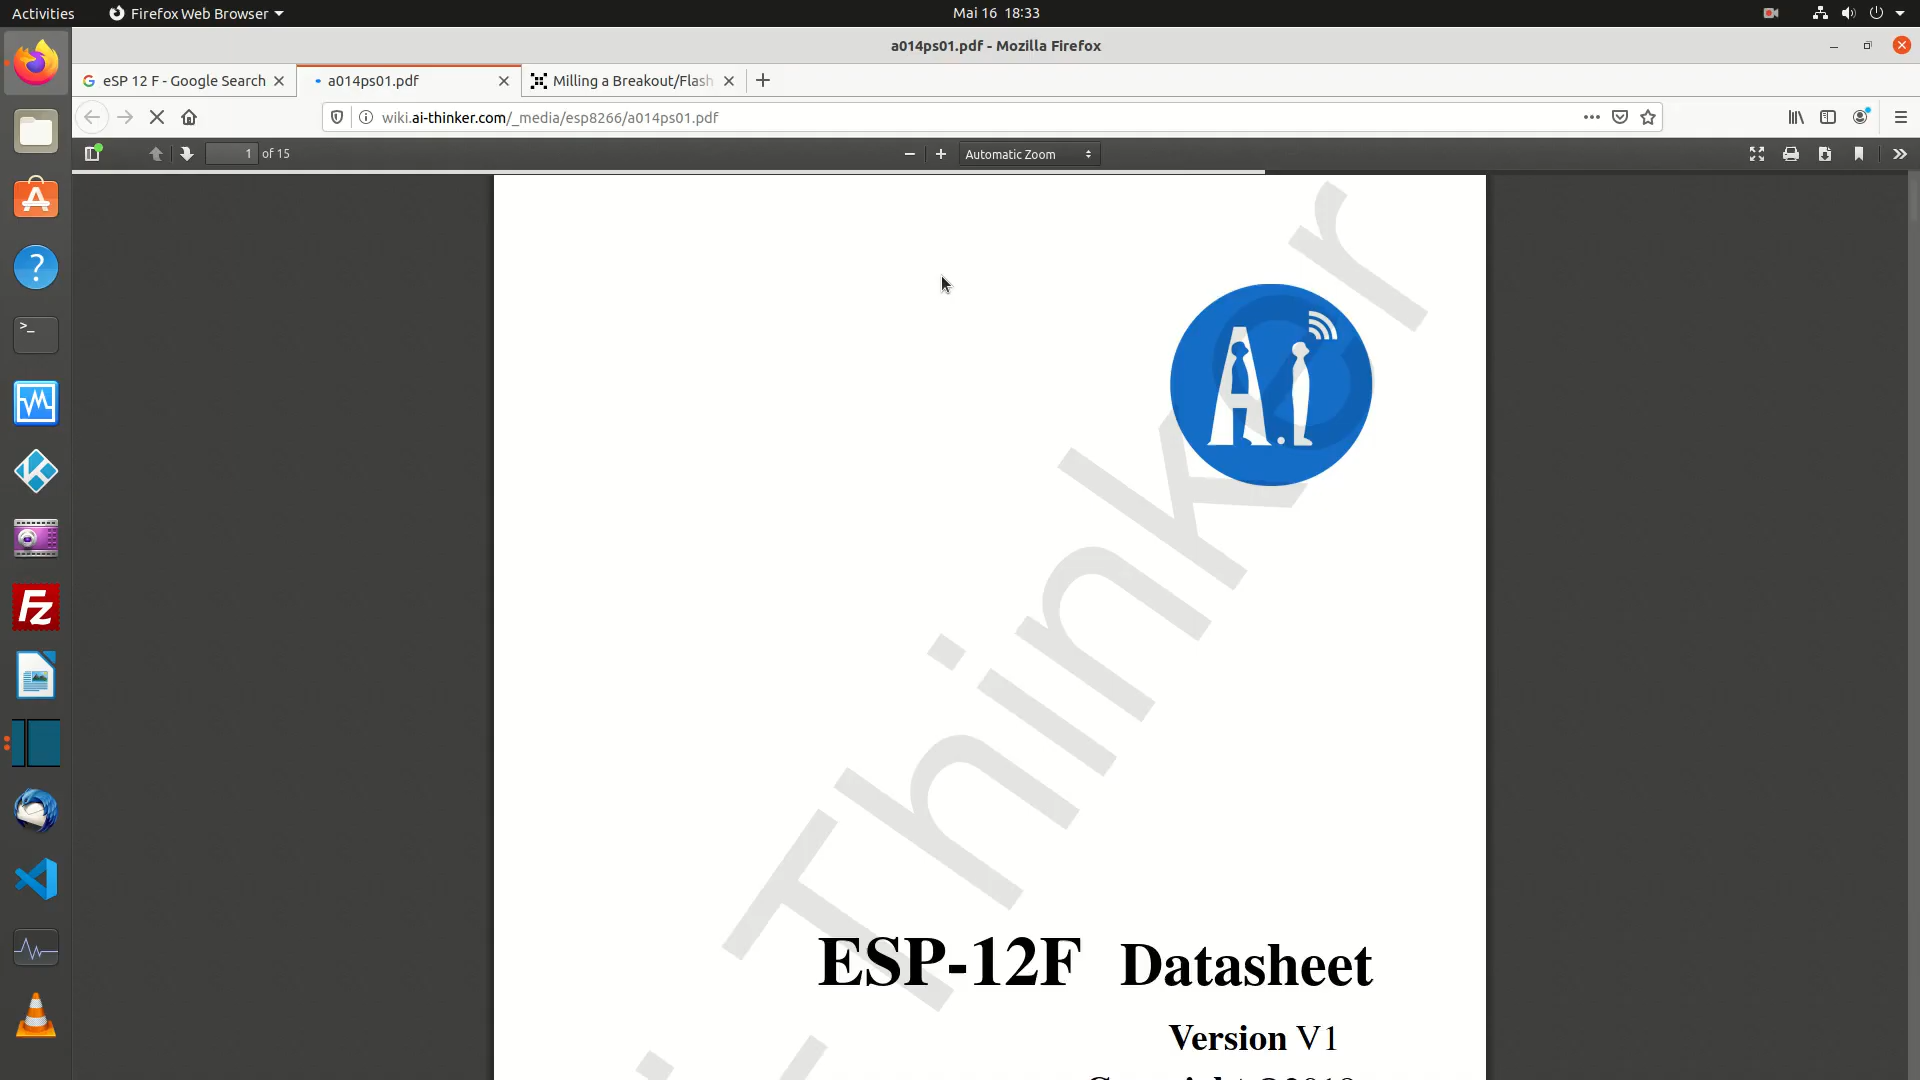 Activities
Firefox Web Browser
Mai 16 18:33
a014ps01.pdf - Mozilla Firefox
eSP 12 F - Google Search
a014ps01.pdf
Milling a Breakout/Flash
wiki.ai-thinker.com/_media/esp8266/a014ps01.pdf
1 of 15
Automatic Zoom
A.I
Thinker
ESP-12F Datasheet
Version V1